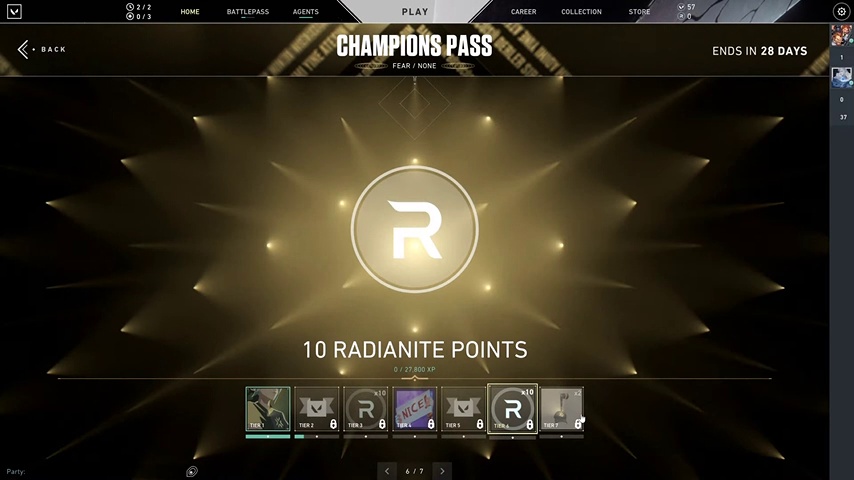 2 / 2
0 / 3
HOME
BATTLEPASS
AGENTS
PLAY
CAREER
COLLECTION
STORE
57
0
BACK
CHAMPIONS PASS
FEAR / NONE
ENDS IN 28 DAYS
1
0
37
R
10 RADIANITE POINTS
0 / 27,800 XP
TIER 1
TIER 2
x10
R
TIER 3
NICE!
TIER 4
TIER 5
x10
R
TIER 6
x2
TIER 7
Party:
6 / 7